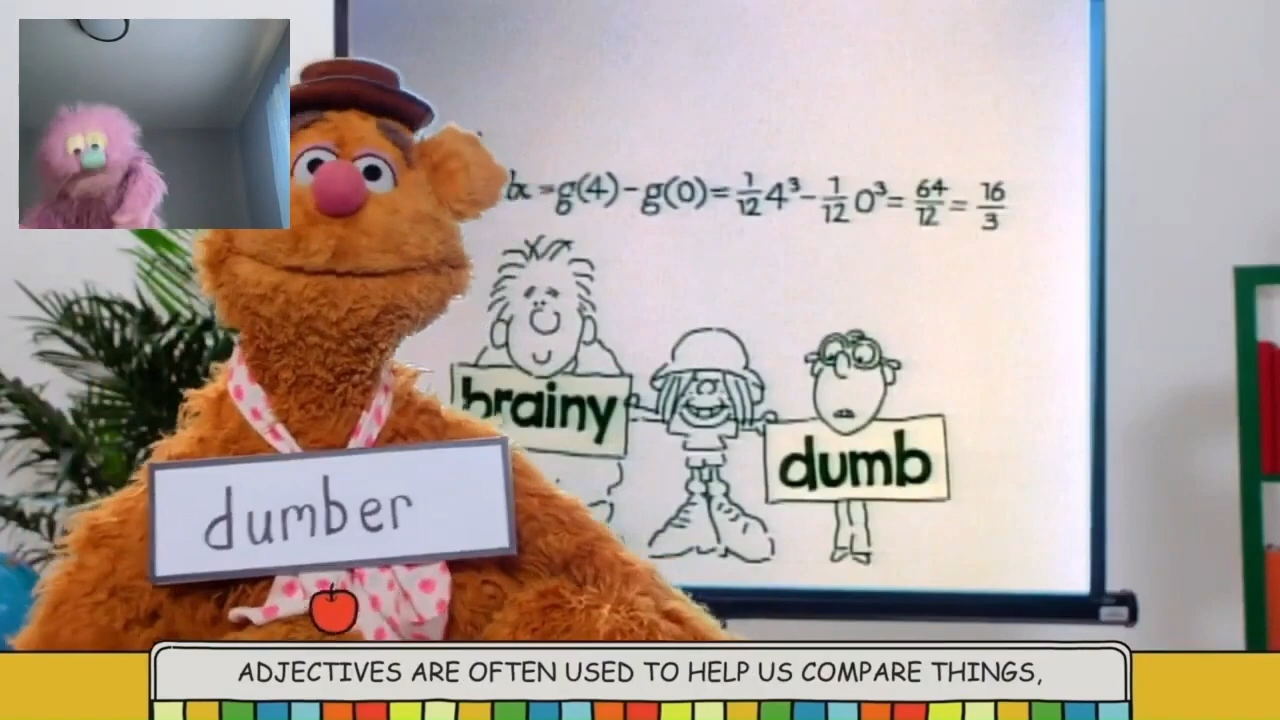 x = g(4) - g(0) = 1/12 4³ - 1/12 0³ = 64/12 = 16/3
brainy
dumb
dumber
ADJECTIVES ARE OFTEN USED TO HELP US COMPARE THINGS,